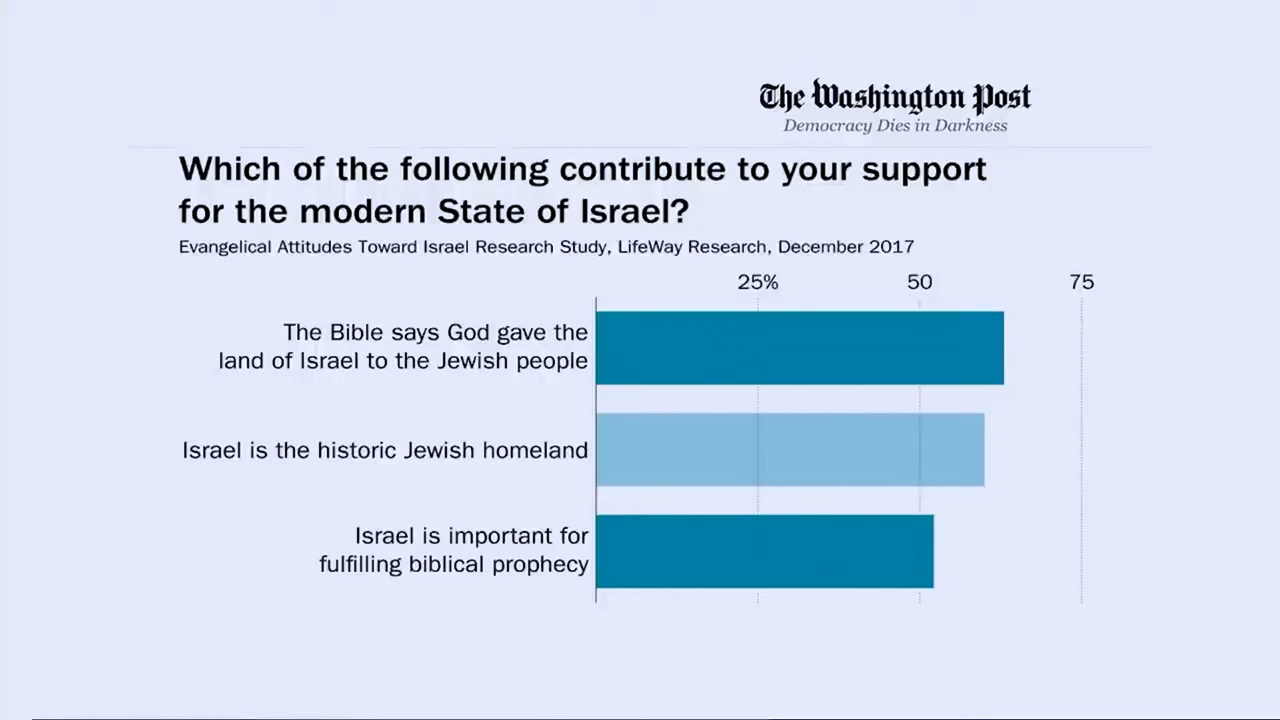 The Washington Post
Democracy Dies in Darkness
Which of the following contribute to your support
for the modern State of Israel?
Evangelical Attitudes Toward Israel Research Study, LifeWay Research, December 2017
25% 50 75
The Bible says God gave the
land of Israel to the Jewish people
Israel is the historic Jewish homeland
Israel is important for
fulfilling biblical prophecy